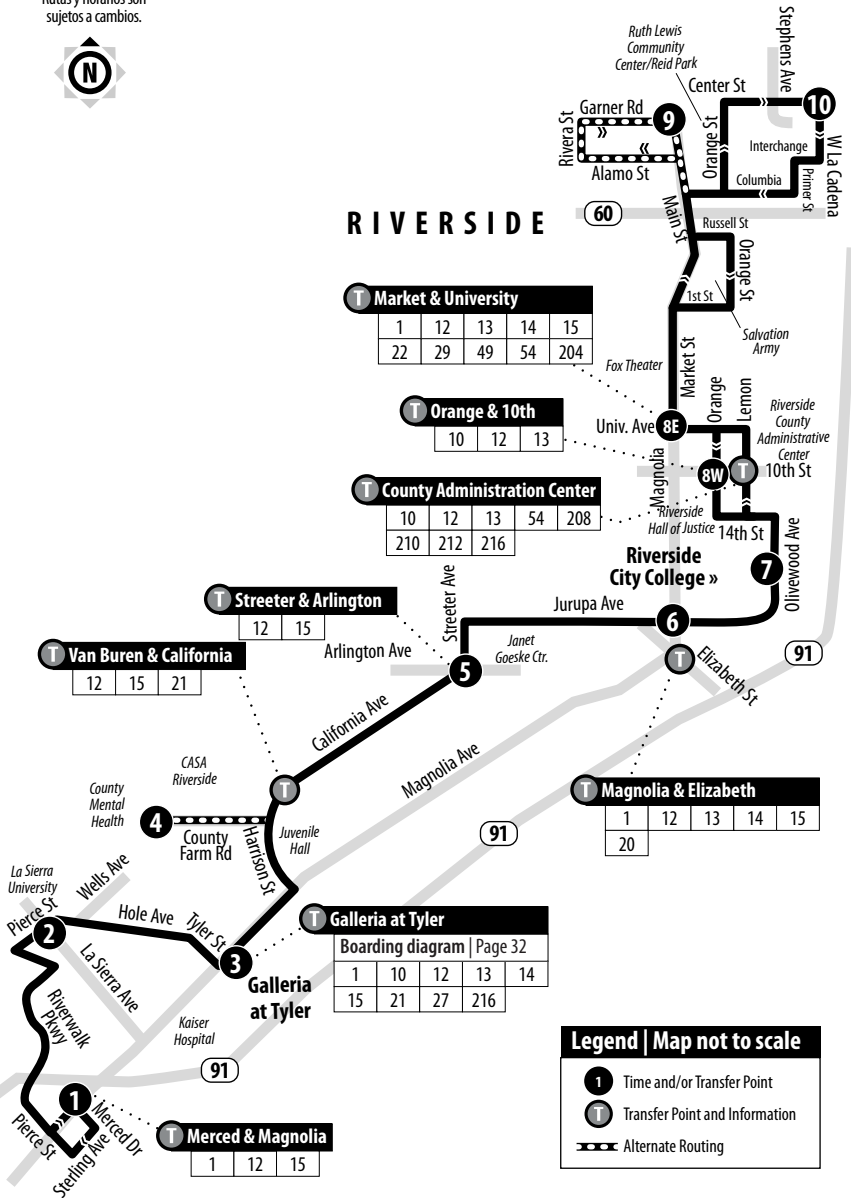 Rutas y horarios son
sujetos a cambios.
N
Ruth Lewis
Community
Center/Reid Park
Stephens Ave
Center St
10
Garner Rd
9
Rivera St
»
«
Alamo St
Orange St
Interchange
W La Cadena
Columbia
Primer St
RIVERSIDE
60
Main St
Russell St
Orange St
1st St
Salvation
Army
T Market & University
1 12 13 14 15
22 29 49 54 204
Fox Theater
Market St
Orange
Lemon
Riverside
County
Administrative
Center
T Orange & 10th
10 12 13
Univ. Ave
8E
8W
T
10th St
Magnolia
T County Administration Center
10 12 13 54 208
210 212 216
Riverside
Hall of Justice
14th St
Olivewood Ave
Riverside
City College »
7
T Streeter & Arlington
12 15
Streeter Ave
Jurupa Ave
6
Arlington Ave
Janet
Goeske Ctr.
5
T
Elizabeth St
91
T Van Buren & California
12 15 21
California Ave
Magnolia Ave
CASA
Riverside
T
County
Mental
Health
4
County
Farm Rd
Harrison St
Juvenile
Hall
91
T Magnolia & Elizabeth
1 12 13 14 15
20
La Sierra
University
Wells Ave
Pierce St
2
Hole Ave
Tyler St
3
Galleria
at Tyler
T Galleria at Tyler
Boarding diagram | Page 32
1 10 12 13 14
15 21 27 216
La Sierra Ave
Riverwalk
Pkwy
Kaiser
Hospital
91
1
Merced Dr
Pierce St
Sterling Ave
T Merced & Magnolia
1 12 15
Legend | Map not to scale
1 Time and/or Transfer Point
T Transfer Point and Information
Alternate Routing